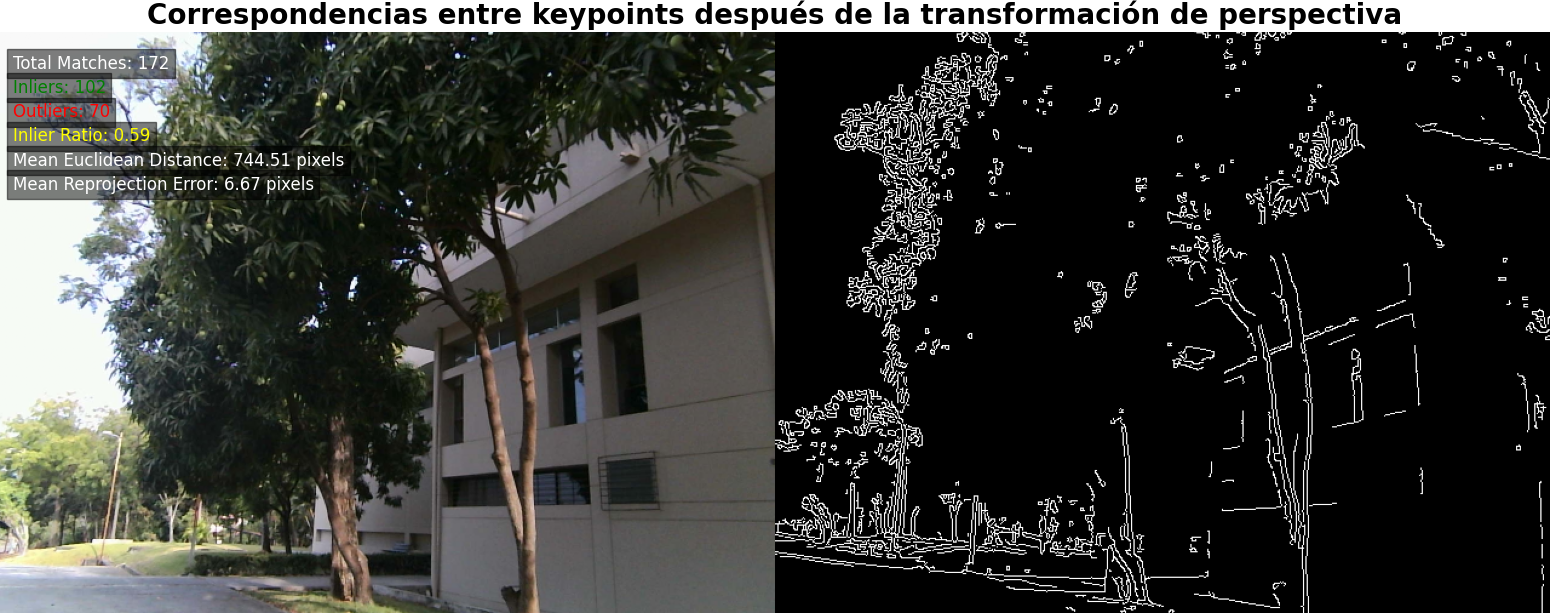 Correspondencias entre keypoints después de la transformación de perspectiva
Total Matches: 172
Inliers: 102
Outliers: 70
Inlier Ratio: 0.59
Mean Euclidean Distance: 744.51 pixels
Mean Reprojection Error: 6.67 pixels